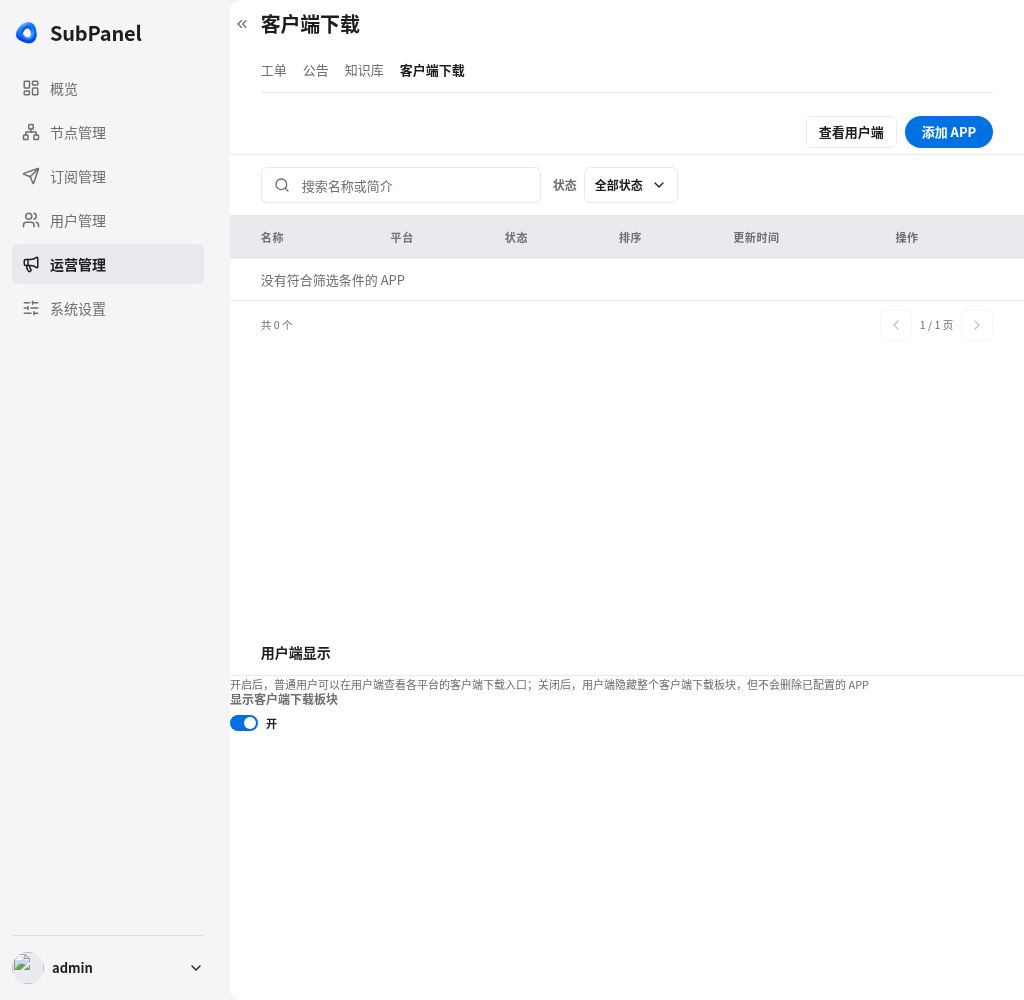 SubPanel
概览
节点管理
订阅管理
用户管理
运营管理
系统设置
admin
客户端下载
工单 公告 知识库 客户端下载
查看用户端 添加 APP
搜索名称或简介 状态 全部状态
名称 平台 状态 排序 更新时间 操作
没有符合筛选条件的 APP
共 0 个 1 / 1 页
用户端显示
开启后，普通用户可以在用户端查看各平台的客户端下载入口；关闭后，用户端隐藏整个客户端下载板块，但不会删除已配置的 APP
显示客户端下载板块
开